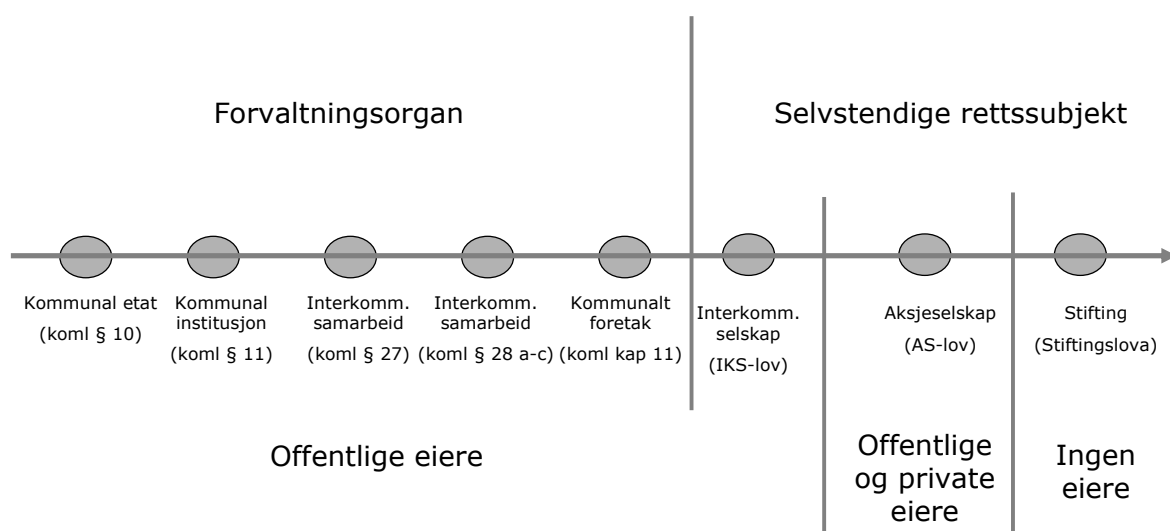 Forvaltningsorgan
Selvstendige rettssubjekt
Kommunal etat
(koml § 10)
Kommunal
institusjon
(koml § 11)
Interkomm.
samarbeid
(koml § 27)
Interkomm.
samarbeid
(koml § 28 a-c)
Kommunalt
foretak
(koml kap 11)
Interkomm.
selskap
(IKS-lov)
Aksjeselskap
(AS-lov)
Stifting
(Stiftingslova)
Offentlige eiere
Offentlige
og private
eiere
Ingen
eiere